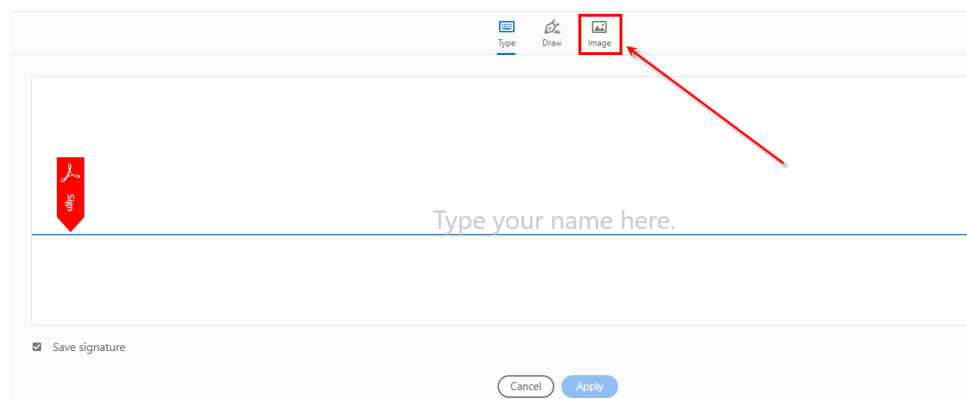 Type Draw Image
Sign
Type your name here.
Save signature
Cancel Apply